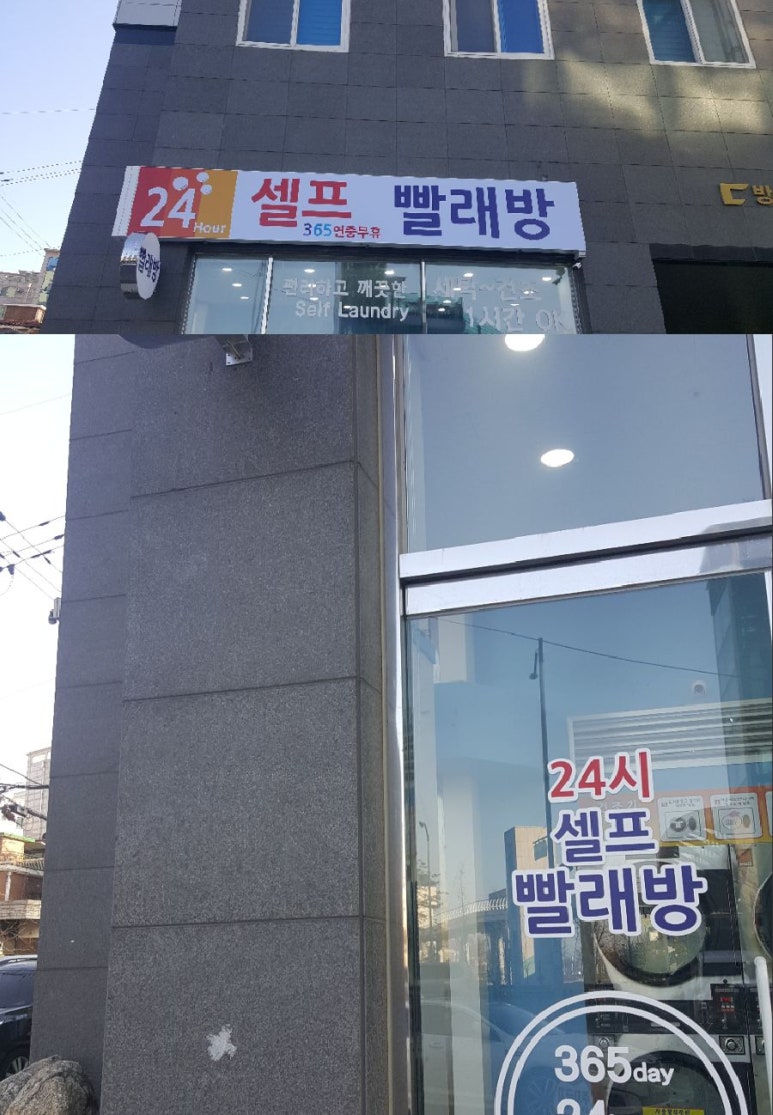 24Hour 셀프 빨래방
365연중무휴
빨래방
편리하고 깨끗한
Self Laundry
세탁~건조
1시간 OK
방
24시
셀프
빨래방
365day
24